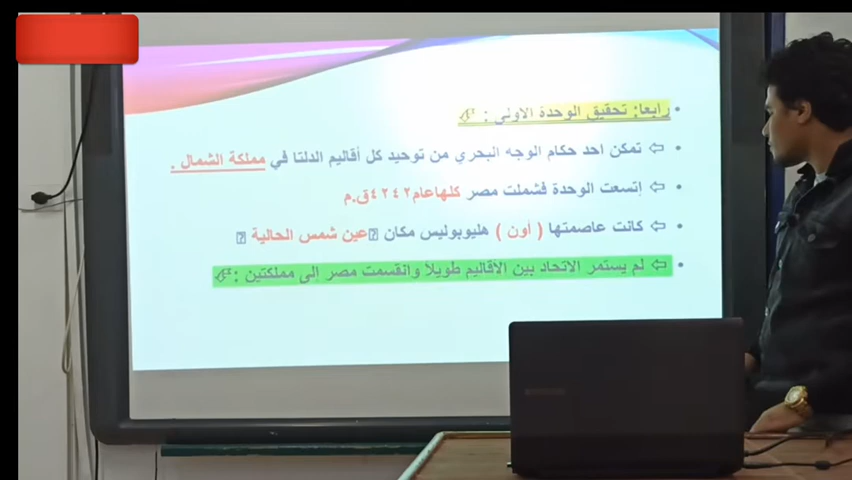 رابعا: تحقيق الوحدة الاولى :
تمكن احد حكام الوجه البحري من توحيد كل أقاليم الدلتا في مملكة الشمال .
إتسعت الوحدة فشملت مصر كلهاعام٤٢٤٢ق.م
كانت عاصمتها ( أون ) هليوبوليس مكان عين شمس الحالية
لم يستمر الاتحاد بين الأقاليم طويلاً وانقسمت مصر إلى مملكتين :